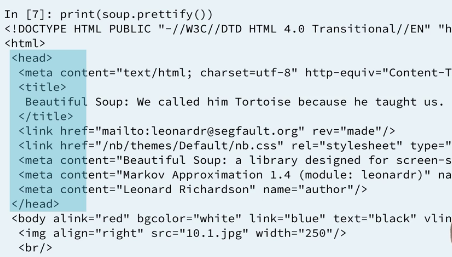 In [7]: print(soup.prettify())
<!DOCTYPE HTML PUBLIC "-//W3C//DTD HTML 4.0 Transitional//EN" "h
<html>
<head>
<meta content="text/html; charset=utf-8" http-equiv="Content-T
<title>
Beautiful Soup: We called him Tortoise because he taught us.
</title>
<link href="mailto:leonardr@segfault.org" rev="made"/>
<link href="/nb/themes/Default/nb.css" rel="stylesheet" type="
<meta content="Beautiful Soup: a library designed for screen-s
<meta content="Markov Approximation 1.4 (module: leonardr)" na
<meta content="Leonard Richardson" name="author"/>
</head>
<body alink="red" bgcolor="white" link="blue" text="black" vlin
<img align="right" src="10.1.jpg" width="250"/>
<br/>